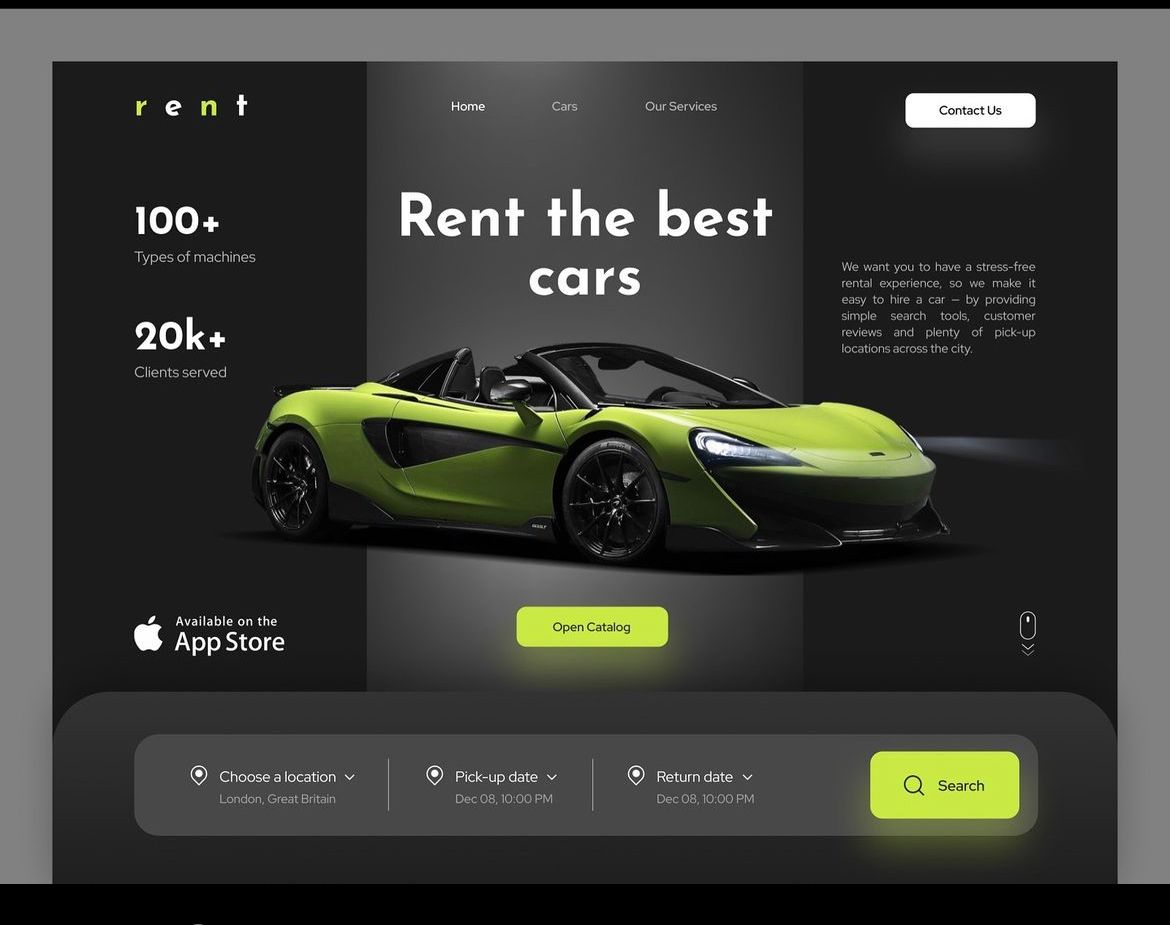 rent
Home
Cars
Our Services
Contact Us
100+
Types of machines
20k+
Clients served
Rent the best
cars
We want you to have a stress-free
rental experience, so we make it
easy to hire a car – by providing
simple search tools, customer
reviews and plenty of pick-up
locations across the city.
Available on the
App Store
Open Catalog
Choose a location
London, Great Britain
Pick-up date
Dec 08, 10:00 PM
Return date
Dec 08, 10:00 PM
Search